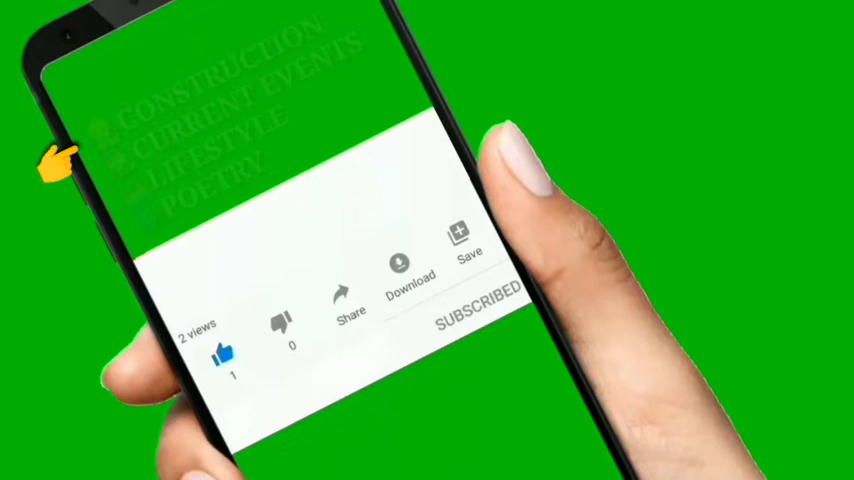 CONSTRUCTION
CURRENT EVENTS
LIFESTYLE
POETRY
2 views
1
0
Share
Download
Save
SUBSCRIBED